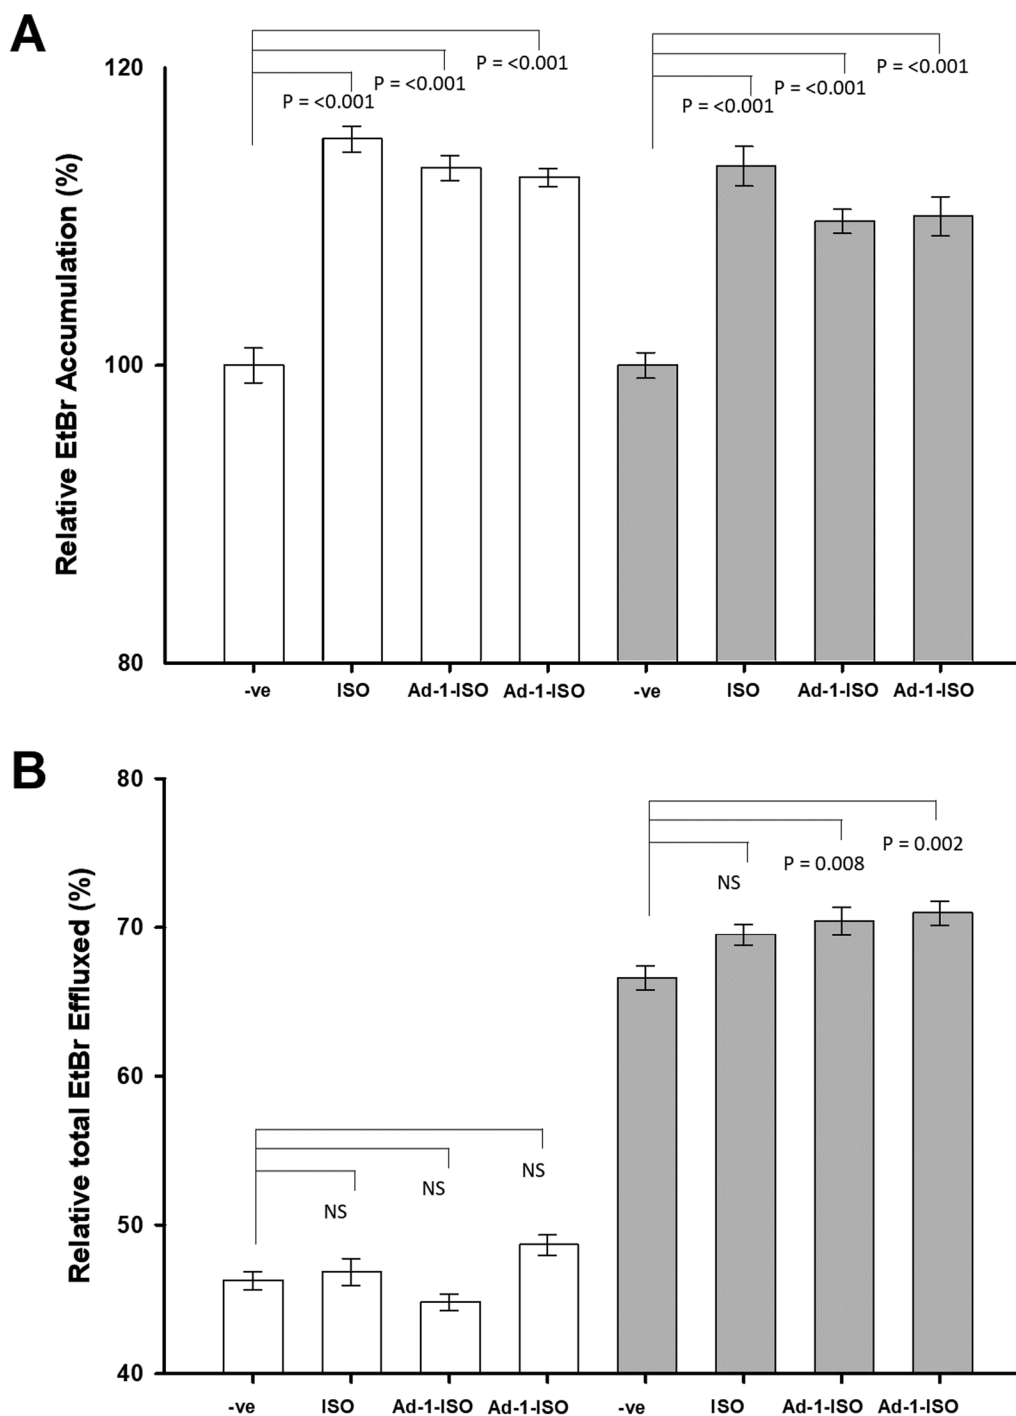 A
120
100
80
Relative EtBr Accumulation (%)
P = <0.001
P = <0.001
P = <0.001
P = <0.001
P = <0.001
P = <0.001
-ve ISO Ad-1-ISO Ad-1-ISO -ve ISO Ad-1-ISO Ad-1-ISO
B
80
70
60
50
40
Relative total EtBr Effluxed (%)
NS
NS
NS
NS
P = 0.008
P = 0.002
-ve ISO Ad-1-ISO Ad-1-ISO -ve ISO Ad-1-ISO Ad-1-ISO